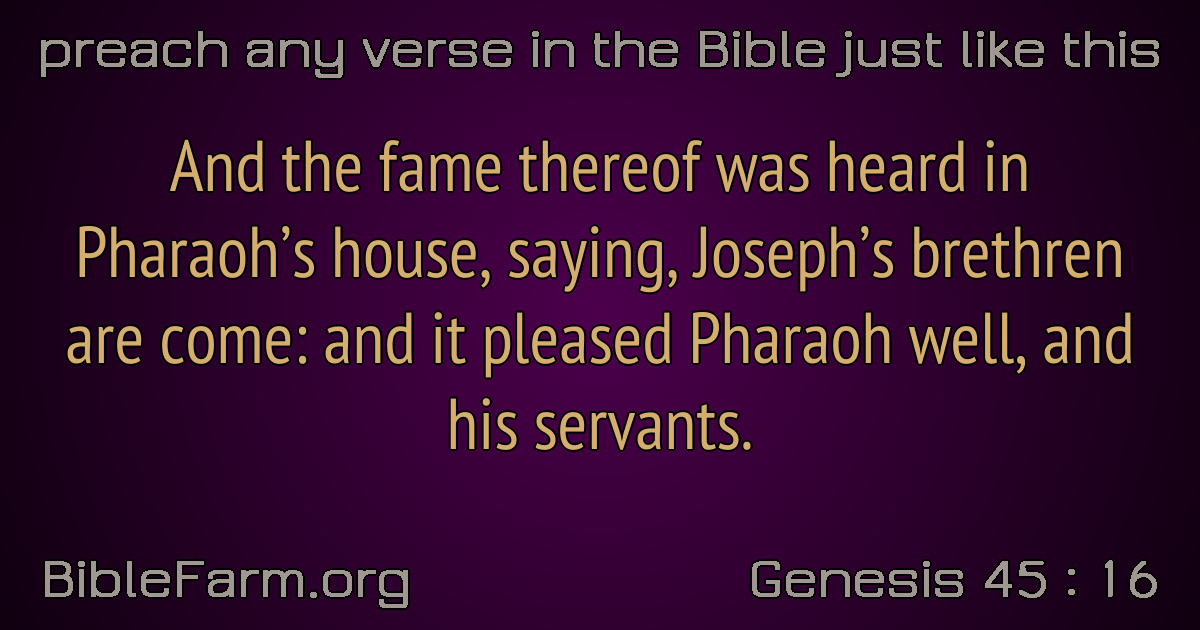 preach any verse in the Bible just like this
And the fame thereof was heard in
Pharaoh’s house, saying, Joseph’s brethren
are come: and it pleased Pharaoh well, and
his servants.
BibleFarm.org
Genesis 45 : 16